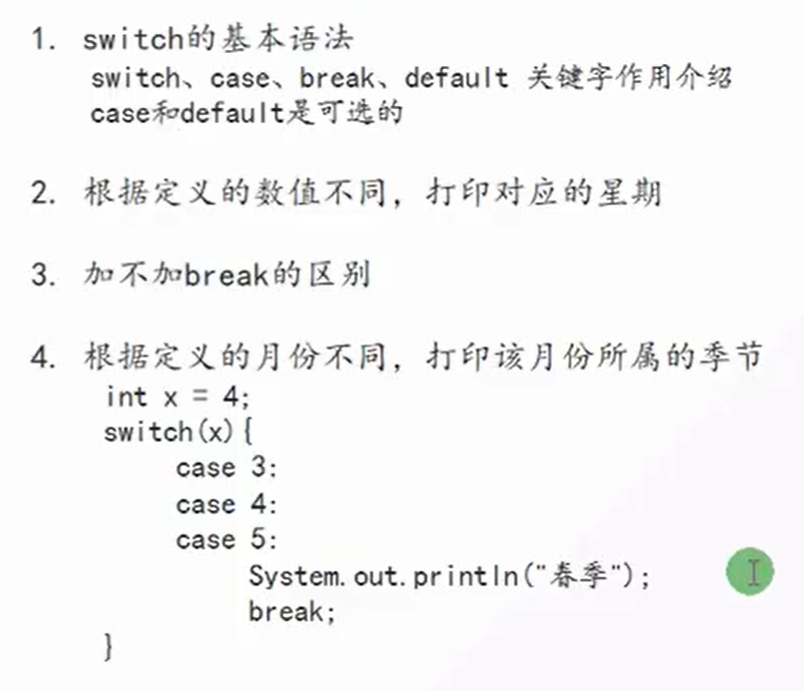 1. switch的基本语法
switch、case、break、default 关键字作用介绍
case和default是可选的
2. 根据定义的数值不同，打印对应的星期
3. 加不加break的区别
4. 根据定义的月份不同，打印该月份所属的季节
int x = 4;
switch(x){
case 3:
case 4:
case 5:
System.out.println("春季");
break;
}